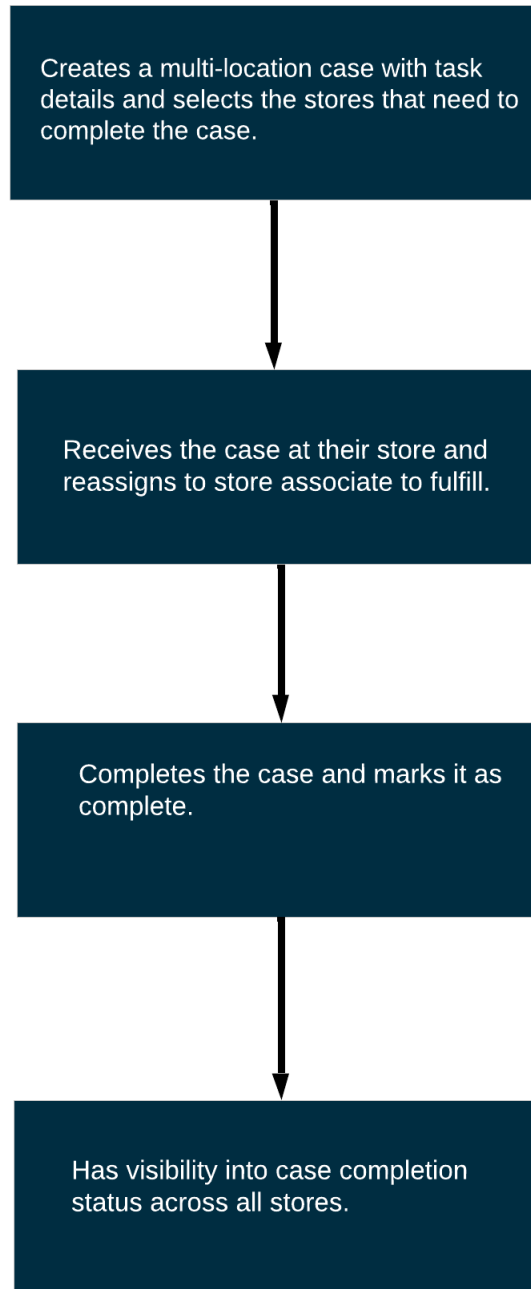 Creates a multi-location case with task
details and selects the stores that need to
complete the case.
Receives the case at their store and
reassigns to store associate to fulfill.
Completes the case and marks it as
complete.
Has visibility into case completion
status across all stores.